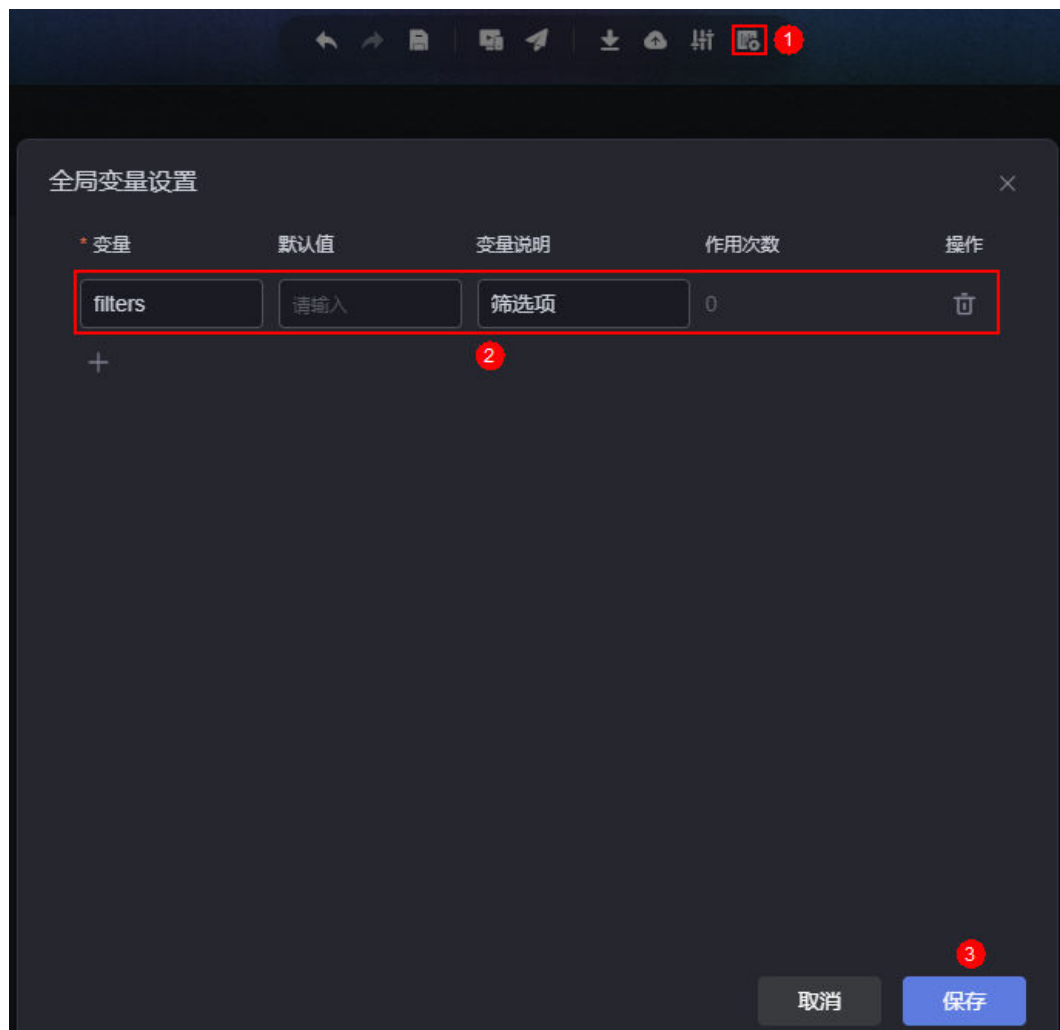 1
全局变量设置
* 变量 默认值 变量说明 作用次数 操作
filters 请输入 筛选项 0
2
3
取消 保存